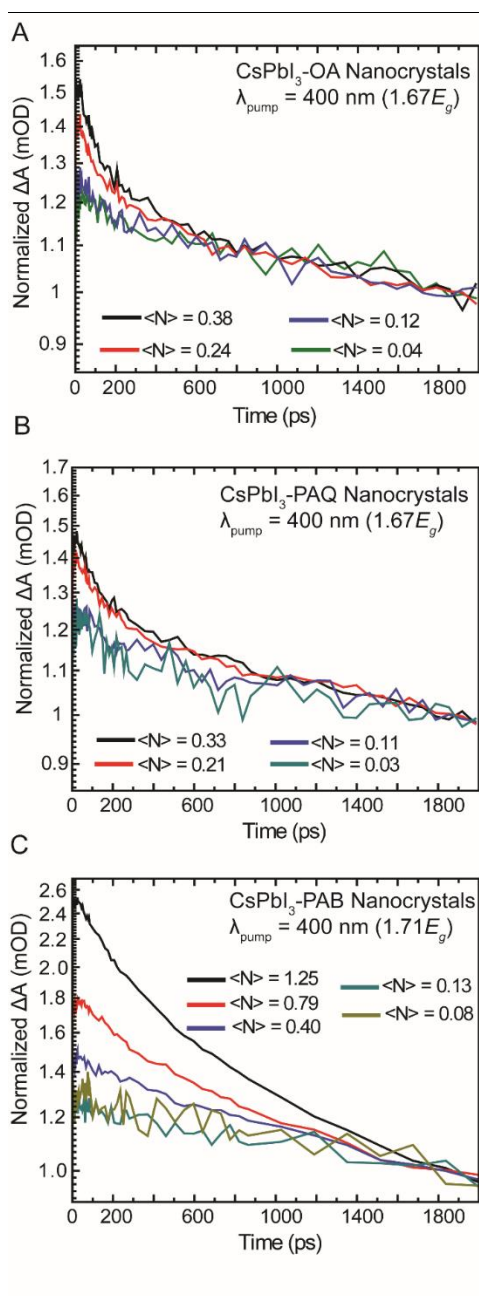 A
CsPbI₃-OA Nanocrystals
λpump = 400 nm (1.67Eg)
Normalized ΔA (mOD)
1.6
1.5
1.4
1.3
1.2
1.1
1
0.9
<N> = 0.38
<N> = 0.12
<N> = 0.24
<N> = 0.04
0 200 600 1000 1400 1800
Time (ps)
B
CsPbI₃-PAQ Nanocrystals
λpump = 400 nm (1.67Eg)
Normalized ΔA (mOD)
1.7
1.5
1.4
1.3
1.2
1.1
1
0.9
<N> = 0.33
<N> = 0.11
<N> = 0.21
<N> = 0.03
0 200 600 1000 1400 1800
Time (ps)
C
CsPbI₃-PAB Nanocrystals
λpump = 400 nm (1.71Eg)
Normalized ΔA (mOD)
2.6
2.2
2.0
1.8
1.6
1.4
1.2
1.0
<N> = 1.25
<N> = 0.13
<N> = 0.79
<N> = 0.08
<N> = 0.40
0 200 600 1000 1400 1800
Time (ps)